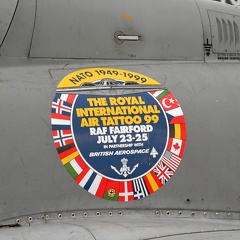 NATO 1949-1999
THE ROYAL
INTERNATIONAL
AIR TATTOO 99
RAF FAIRFORD
JULY 23-25
IN PARTNERSHIP WITH
BRITISH AEROSPACE